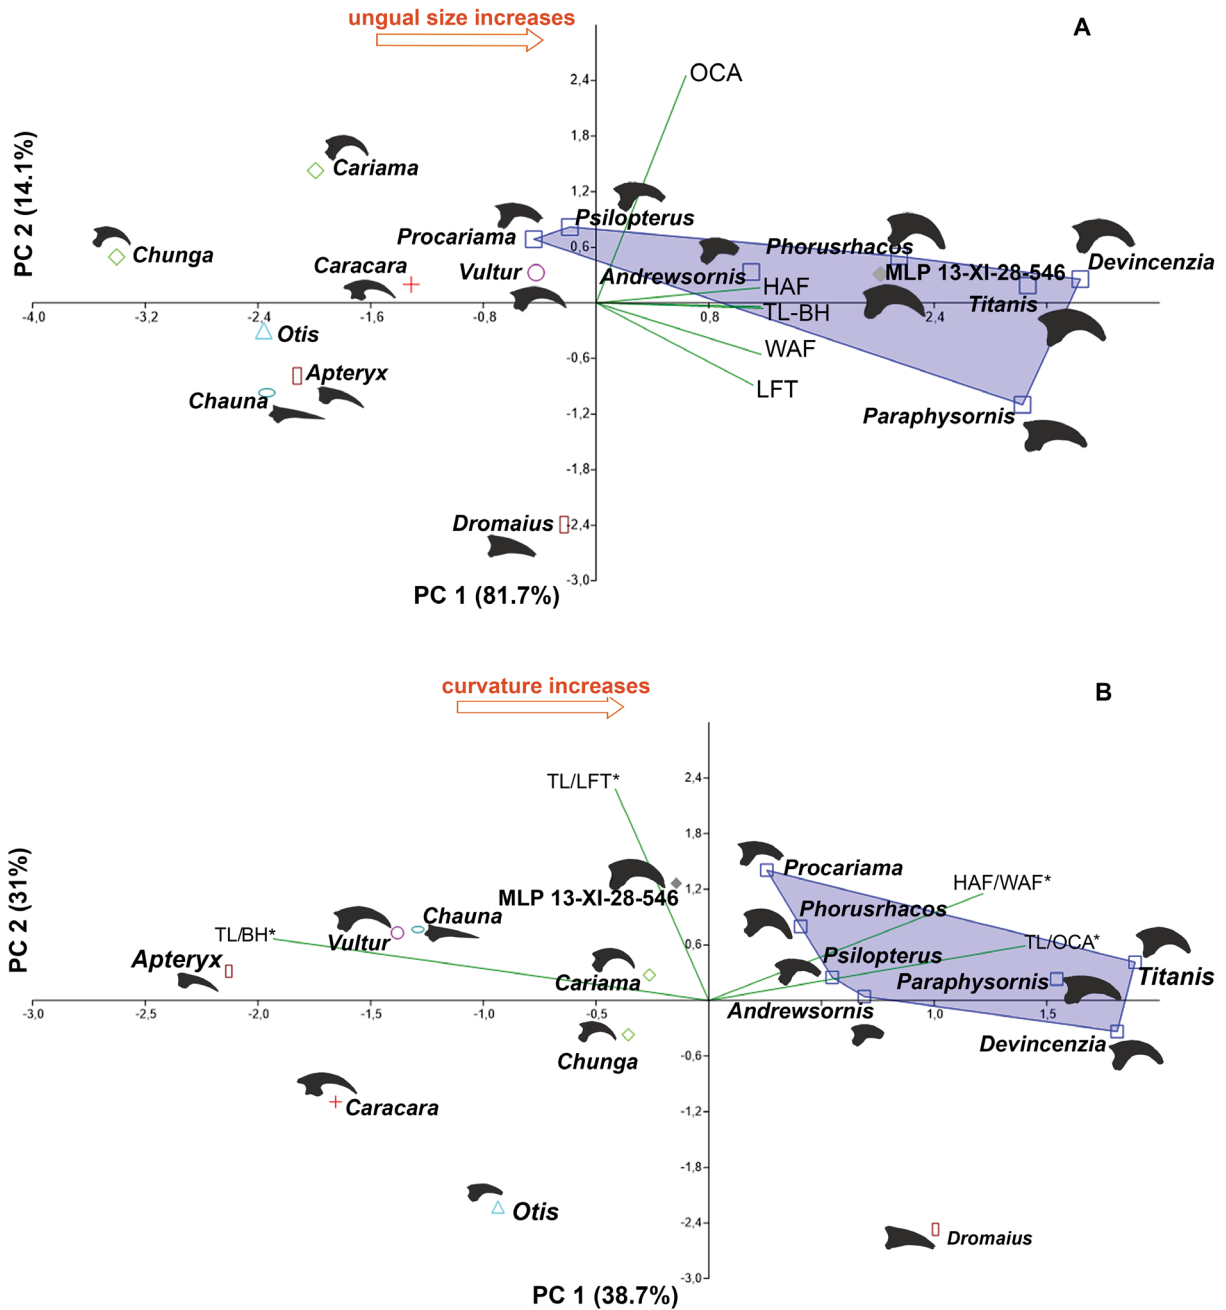 ungual size increases
A
OCA
2,4
1,8
Cariama
1,2
Psilopterus
PC 2 (14.1%)
Procariama
0,6
Phorusrhacos
Chunga
Devincenzia
Caracara
Vultur
Andrewsornis
MLP 13-XI-28-546
HAF
Titanis
-4,0
-3,2
-2,4
-1,6
-0,8
0,8
TL-BH
2,4
Otis
WAF
-0,6
Apteryx
LFT
Chauna
-1,2
Paraphysornis
-1,8
Dromaius
-2,4
-3,0
PC 1 (81.7%)
curvature increases
B
TL/LFT*
2,4
1,8
Procariama
HAF/WAF*
MLP 13-XI-28-546
1,2
PC 2 (31%)
Phorusrhacos
Chauna
TL/BH*
Vultur
0,6
TL/OCA*
Psilopterus
Apteryx
Cariama
Paraphysornis
Titanis
-3,0
-2,5
-2,0
-1,5
-1,0
-0,5
Andrewsornis
1,0
1,5
Chunga
-0,6
Devincenzia
Caracara
-1,2
-1,8
Otis
-2,4
Dromaius
-3,0
PC 1 (38.7%)